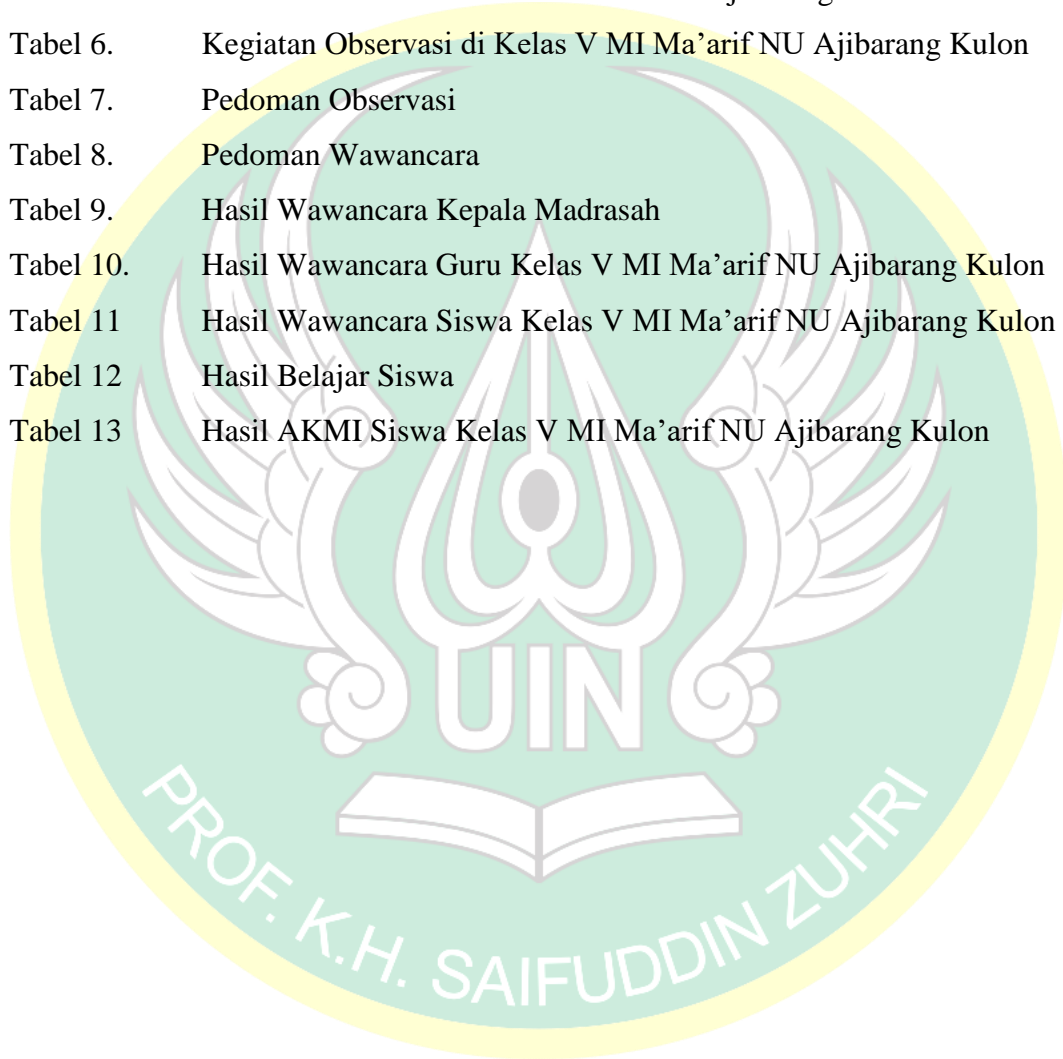 Tabel 6. Kegiatan Observasi di Kelas V MI Ma’arif NU Ajibarang Kulon
Tabel 7. Pedoman Observasi
Tabel 8. Pedoman Wawancara
Tabel 9. Hasil Wawancara Kepala Madrasah
Tabel 10. Hasil Wawancara Guru Kelas V MI Ma’arif NU Ajibarang Kulon
Tabel 11 Hasil Wawancara Siswa Kelas V MI Ma’arif NU Ajibarang Kulon
Tabel 12 Hasil Belajar Siswa
Tabel 13 Hasil AKMI Siswa Kelas V MI Ma’arif NU Ajibarang Kulon
UIN
PROF. K.H. SAIFUDDIN ZUHRI